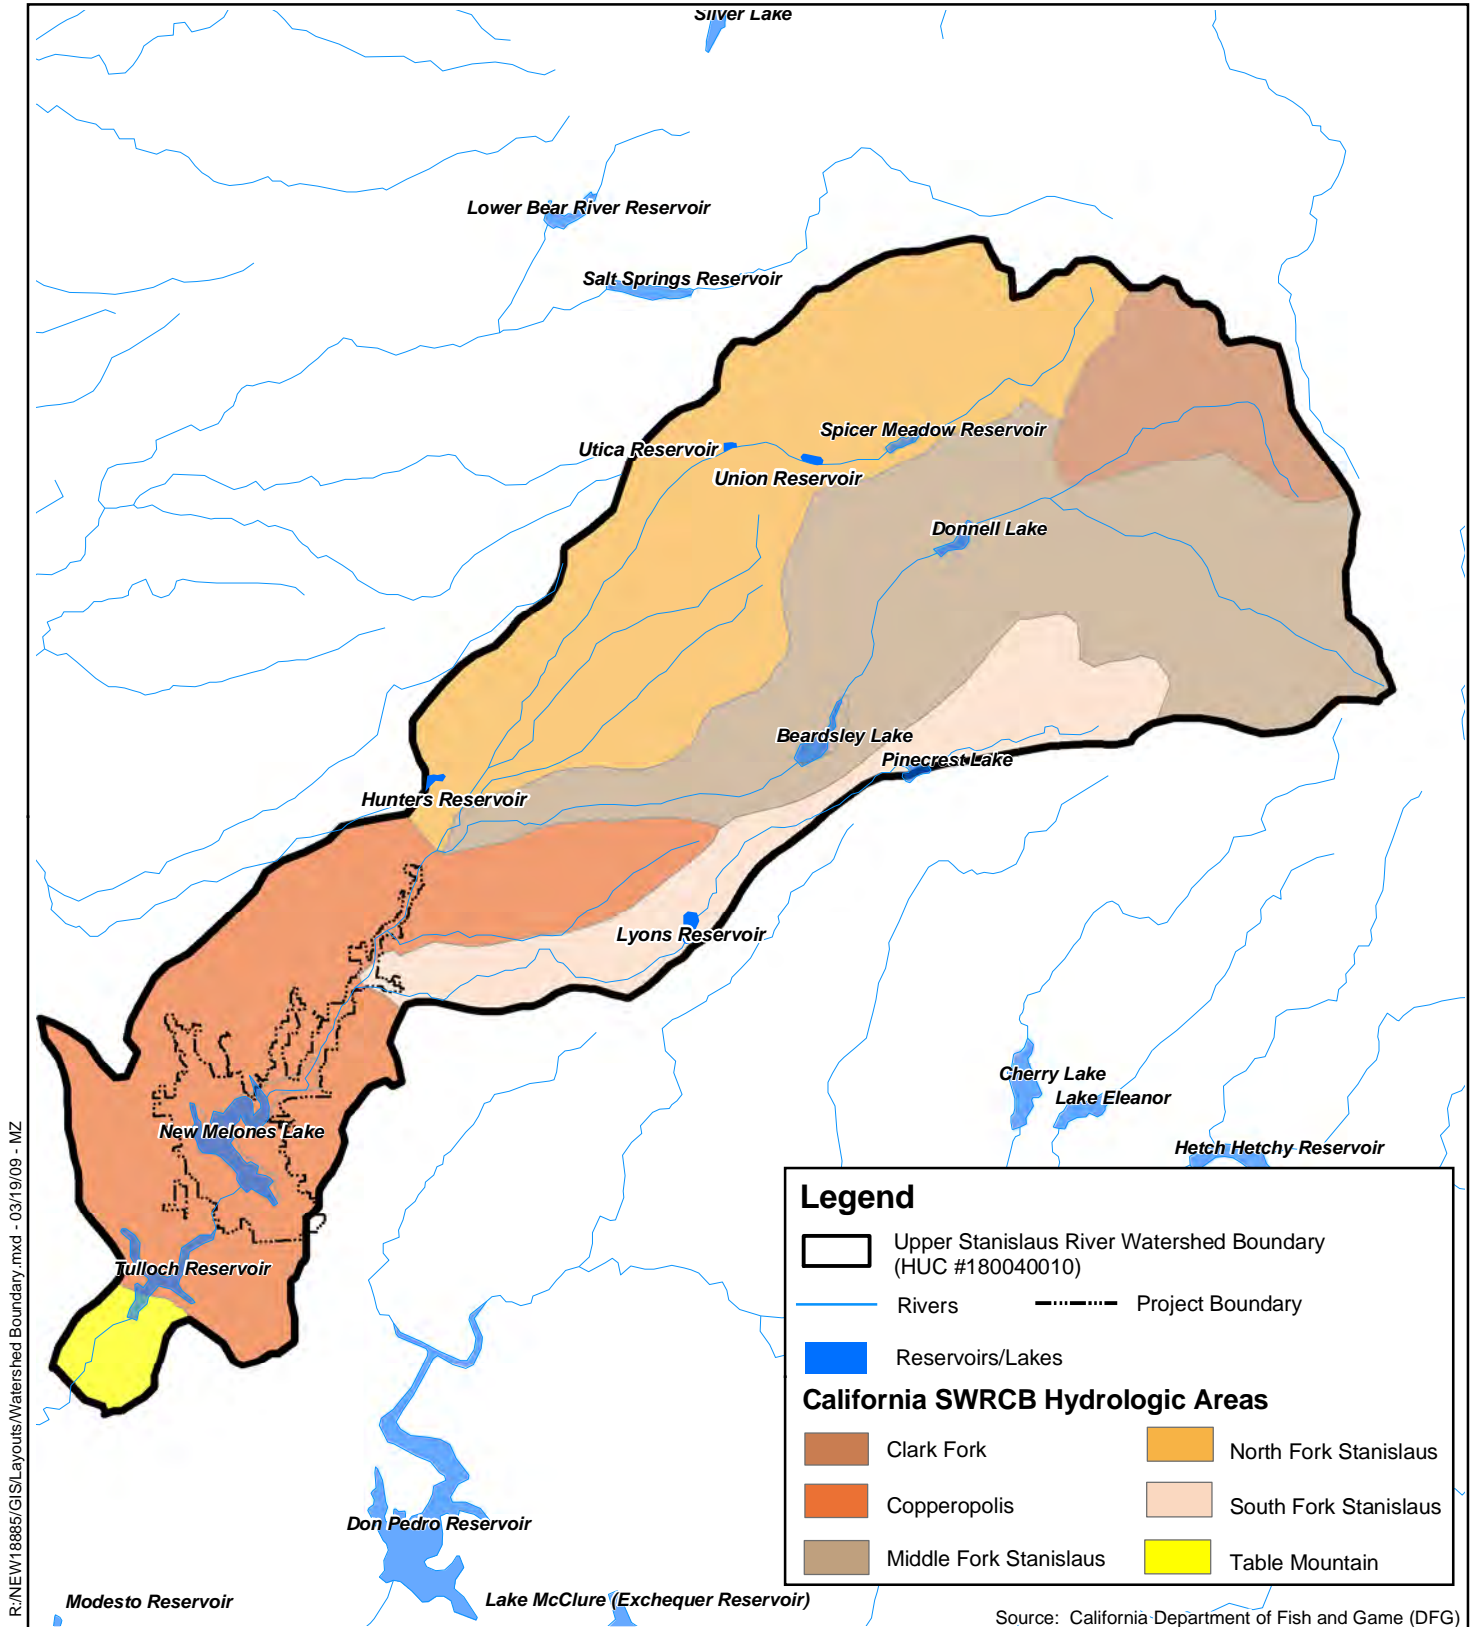 Silver Lake
Lower Bear River Reservoir
Salt Springs Reservoir
Spicer Meadow Reservoir
Utica Reservoir
Union Reservoir
Donnell Lake
Beardsley Lake
Pinecrest Lake
Hunters Reservoir
Lyons Reservoir
Cherry Lake
Lake Eleanor
New Melones Lake
Hetch Hetchy Reservoir
Tulloch Reservoir
Don Pedro Reservoir
Lake McClure (Exchequer Reservoir)
Modesto Reservoir
Legend
Upper Stanislaus River Watershed Boundary
(HUC #180040010)
Rivers
Project Boundary
Reservoirs/Lakes
California SWRCB Hydrologic Areas
Clark Fork
North Fork Stanislaus
Copperopolis
South Fork Stanislaus
Middle Fork Stanislaus
Table Mountain
Source: California Department of Fish and Game (DFG)
R:/NEW18885/GIS/Layouts/Watershed Boundary.mxd - 03/19/09 - MZ